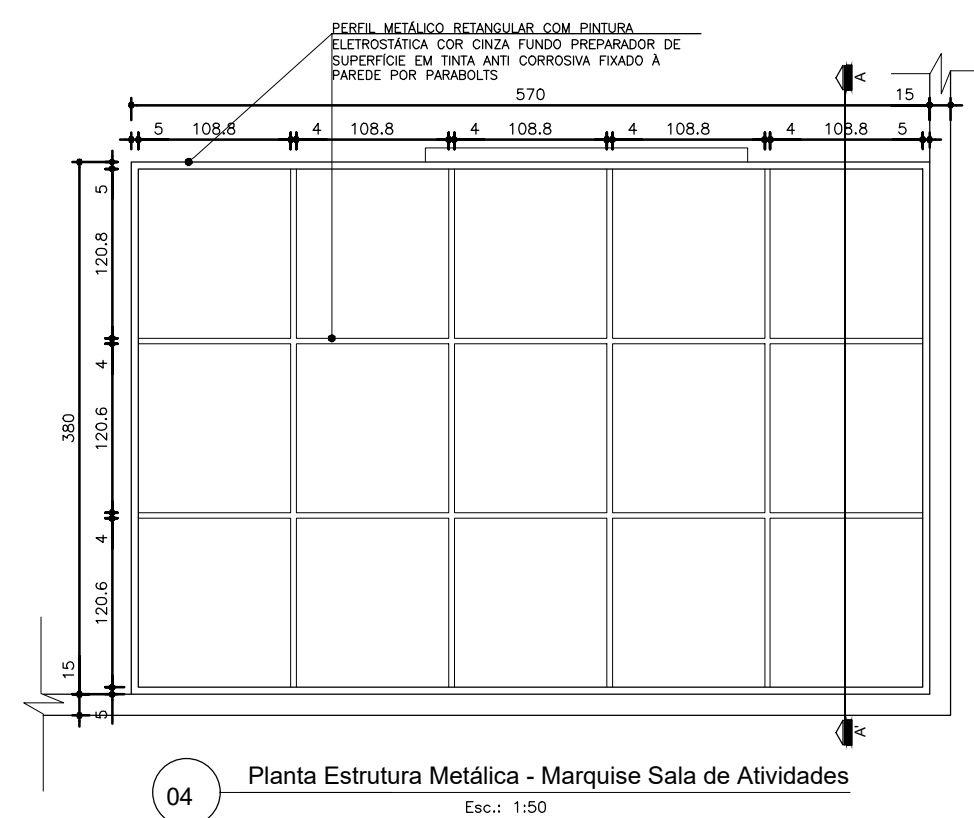 PERFIL METÁLICO RETANGULAR COM PINTURA
ELETROSTÁTICA COR CINZA FUNDO PREPARADOR DE
SUPERFÍCIE EM TINTA ANTI CORROSIVA FIXADO À
PAREDE POR PARABOLTS
A
570 15
5 108.8 4 108.8 4 108.8 4 108.8 4 108.8 5
5
120.8
4
120.6
4
120.6
5
380
15
A'
04
Planta Estrutura Metálica - Marquise Sala de Atividades
Esc.: 1:50